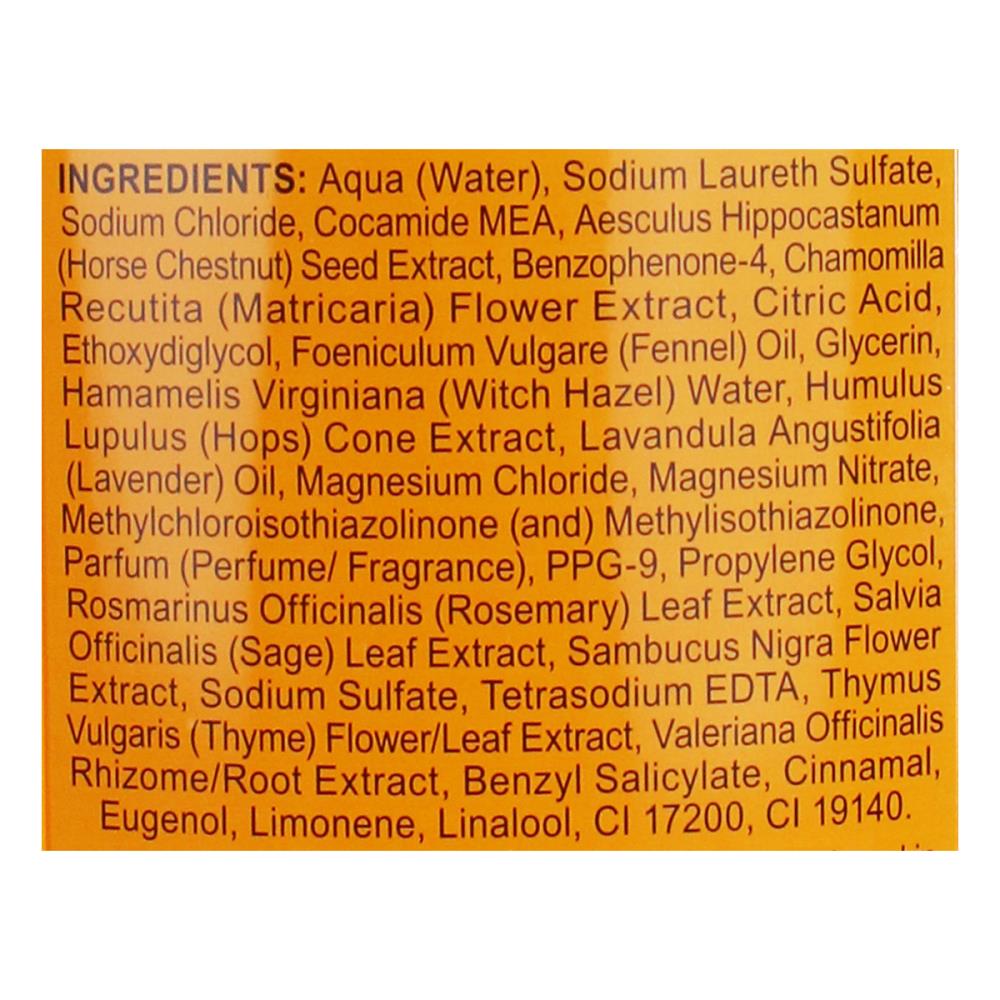 INGREDIENTS: Aqua (Water), Sodium Laureth Sulfate,
Sodium Chloride, Cocamide MEA, Aesculus Hippocastanum
(Horse Chestnut) Seed Extract, Benzophenone-4, Chamomilla
Recutita (Matricaria) Flower Extract, Citric Acid,
Ethoxydiglycol, Foeniculum Vulgare (Fennel) Oil, Glycerin,
Hamamelis Virginiana (Witch Hazel) Water, Humulus
Lupulus (Hops) Cone Extract, Lavandula Angustifolia
(Lavender) Oil, Magnesium Chloride, Magnesium Nitrate,
Methylchloroisothiazolinone (and) Methylisothiazolinone,
Parfum (Perfume/ Fragrance), PPG-9, Propylene Glycol,
Rosmarinus Officinalis (Rosemary) Leaf Extract, Salvia
Officinalis (Sage) Leaf Extract, Sambucus Nigra Flower
Extract, Sodium Sulfate, Tetrasodium EDTA, Thymus
Vulgaris (Thyme) Flower/Leaf Extract, Valeriana Officinalis
Rhizome/Root Extract, Benzyl Salicylate, Cinnamal,
Eugenol, Limonene, Linalool, CI 17200, CI 19140.